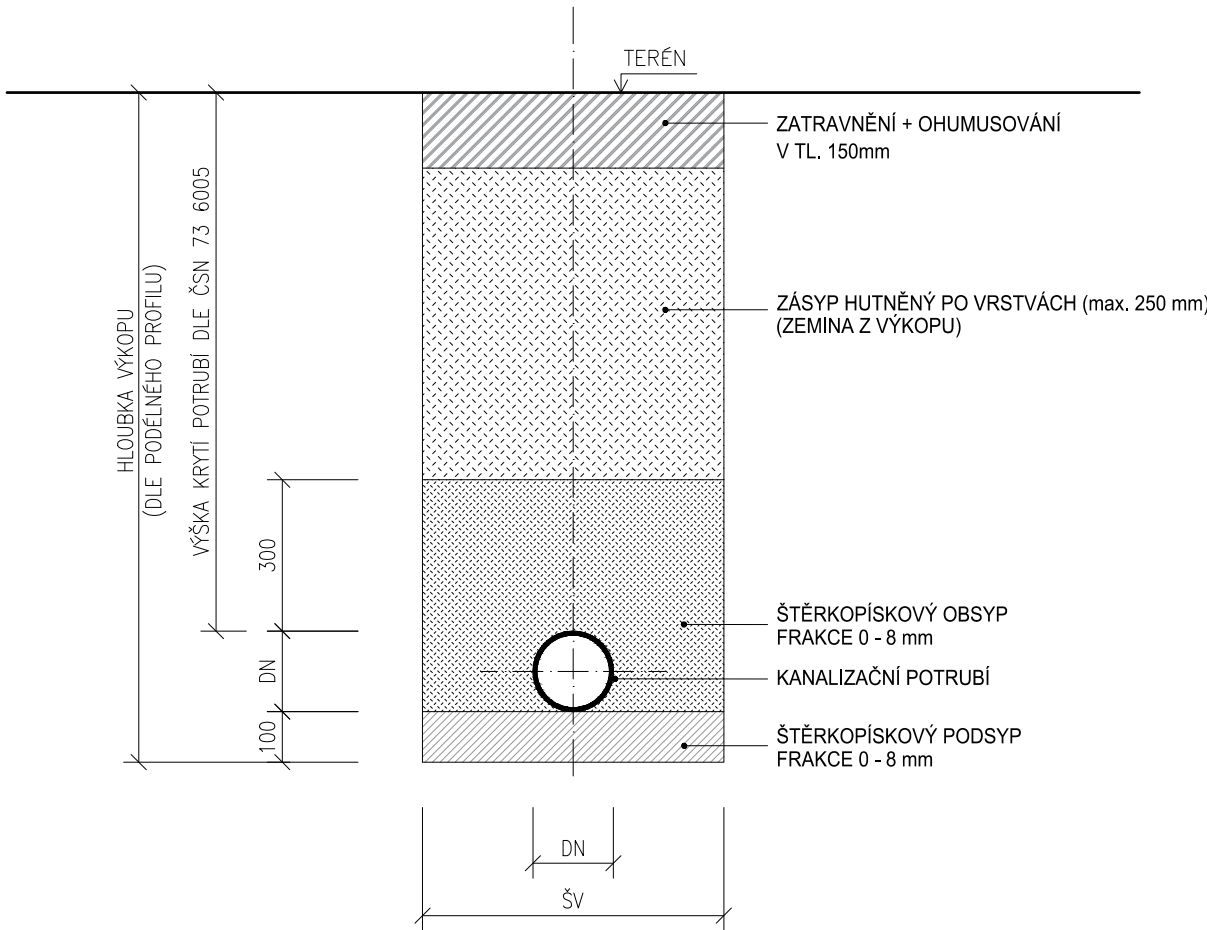 TERÉN
ZATRAVNĚNÍ + OHUMUSOVÁNÍ
V TL. 150mm
ZÁSYP HUTNĚNÝ PO VRSTVÁCH (max. 250 mm)
(ZEMINA Z VÝKOPU)
HLOUBKA VÝKOPU
(DLE PODÉLNÉHO PROFILU)
VÝŠKA KRYTÍ POTRUBÍ DLE ČSN 73 6005
300
DN
100
ŠTĚRKOPÍSKOVÝ OBSYP
FRAKCE 0 - 8 mm
KANALIZAČNÍ POTRUBÍ
ŠTĚRKOPÍSKOVÝ PODSYP
FRAKCE 0 - 8 mm
DN
ŠV